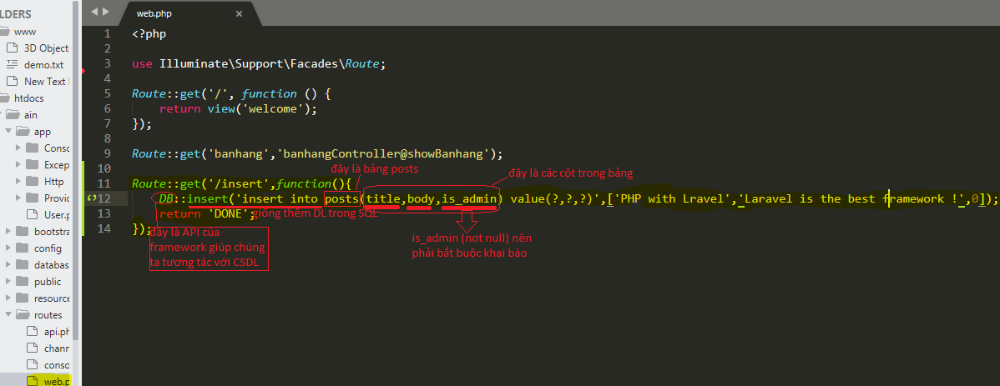 LDERS
www
3D Object
demo.txt
New Text
htdocs
ain
app
Conso
Excep
Http
Provid
User.p
bootstra
config
databas
public
resource
routes
api.ph
chann
conso
web.p
web.php ×
1 <?php
2
3 use Illuminate\Support\Facades\Route;
4
5 Route::get('/', function () {
6 return view('welcome');
7 });
8
9 Route::get('banhang','banhangController@showBanhang');
10
đây là bảng posts
đây là các cột trong bảng
11 Route::get('/insert',function(){
12 DB::insert('insert into posts(title,body,is_admin) value(?,?,?)',['PHP with Lravel','Laravel is the best framework !',0]);
13 return 'DONE';
giống thêm DL trong SQL
14 });
đây là API của
framework giúp chúng
ta tương tác với CSDL
is_admin (not null) nên
phải bắt buộc khai báo